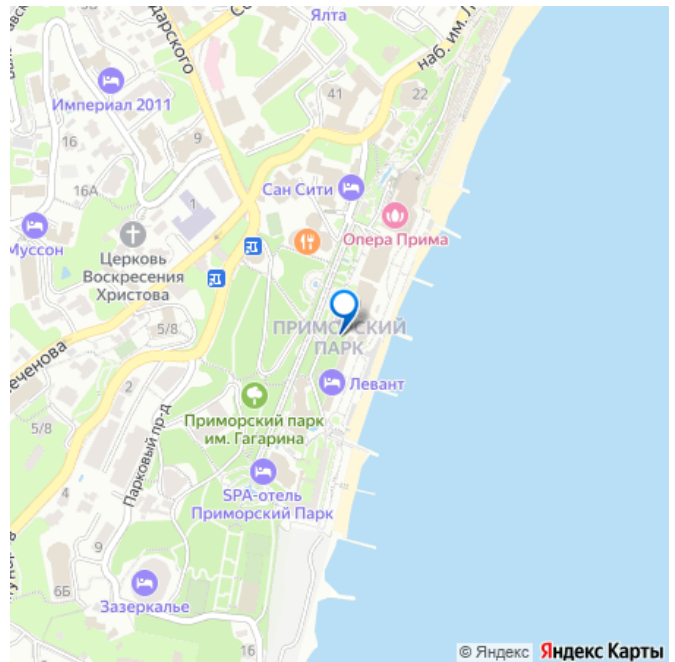 Ялта
дарского
наб. им. Л
41
22
Империал 2011
16
9
16А
1
Сан Сити
Опера Прима
Муссон
Церковь
Воскресения
Христова
5/8
ПРИМОРСКИЙ
ПАРК
еченова
2
Левант
5/8
Парковый пр-д
Приморский парк
им. Гагарина
4
SPA-отель
Приморский Парк
9
6Б
Зазеркалье
16
© Яндекс Яндекс Карты